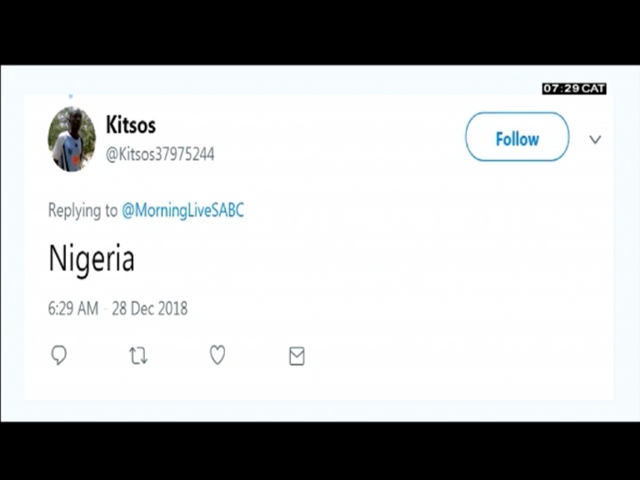 07:29 CAT
Kitsos
@Kitsos37975244
Follow
Replying to @MorningLiveSABC
Nigeria
6:29 AM · 28 Dec 2018